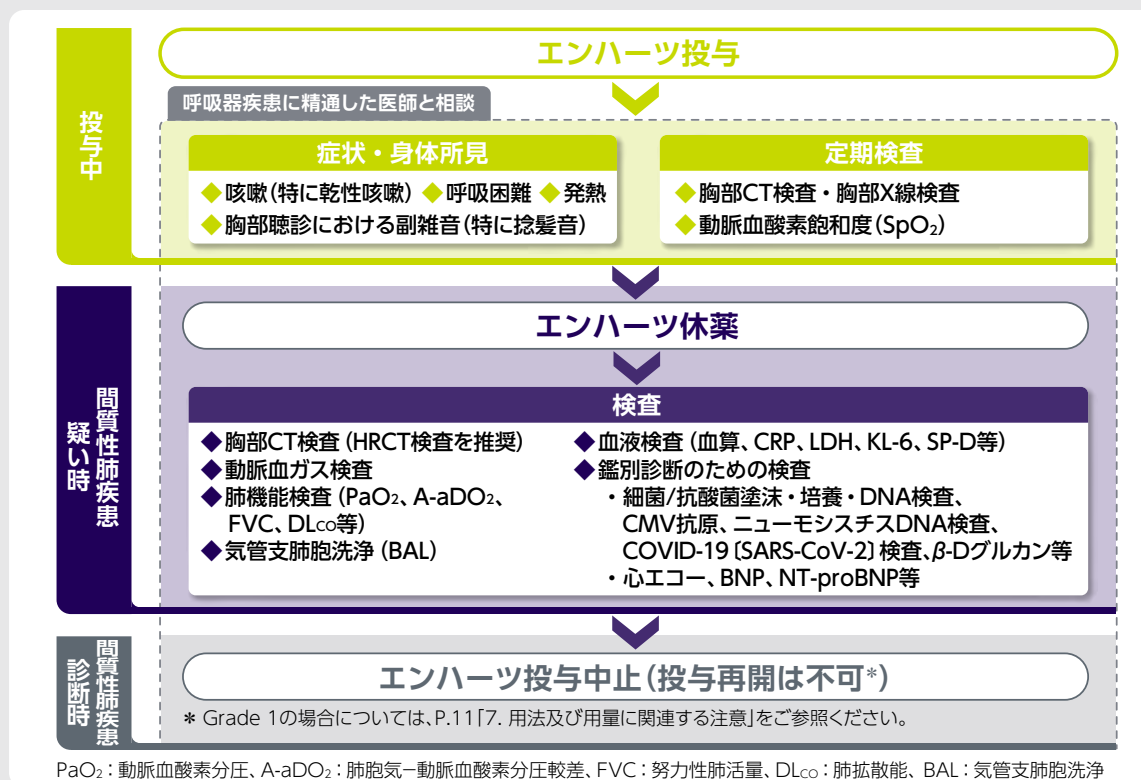 エンハーツ投与
呼吸器疾患に精通した医師と相談
投与中
症状・身体所見
◆咳嗽(特に乾性咳嗽) ◆呼吸困難 ◆発熱
◆胸部聴診における副雑音(特に捻髪音)
定期検査
◆胸部CT検査・胸部X線検査
◆動脈血酸素飽和度(SpO₂)
間質性肺疾患
疑い時
エンハーツ休薬
検査
◆胸部CT検査(HRCT検査を推奨)
◆動脈血ガス検査
◆肺機能検査(PaO₂、A-aDO₂、
FVC、DLco等)
◆気管支肺胞洗浄(BAL)
◆血液検査(血算、CRP、LDH、KL-6、SP-D等)
◆鑑別診断のための検査
・細菌/抗酸菌塗沫・培養・DNA検査、
CMV抗原、ニューモシスチスDNA検査、
COVID-19〔SARS-CoV-2〕検査、β-Dグルカン等
・心エコー、BNP、NT-proBNP等
間質性肺疾患
診断時
エンハーツ投与中止(投与再開は不可*)
* Grade 1の場合については、P.11「7. 用法及び用量に関連する注意」をご参照ください。
PaO₂:動脈血酸素分圧、A-aDO₂:肺胞気−動脈血酸素分圧較差、FVC:努力性肺活量、DLco:肺拡散能、BAL:気管支肺胞洗浄